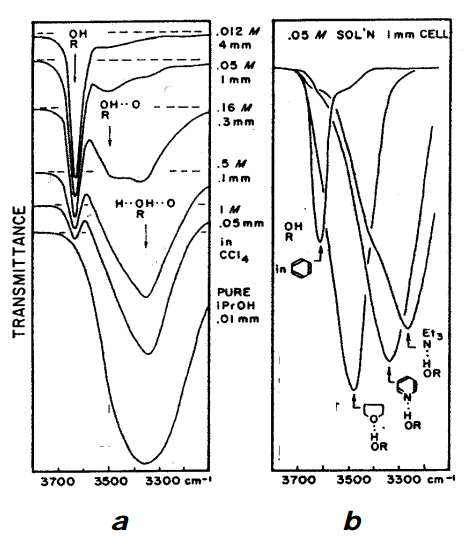 TRANSMITTANCE
OH
R
.012 M
4 mm
.05 M
1 mm
OH··O
R
.16 M
.3 mm
.5 M
.1 mm
H··OH··O
R
1 M
.05 mm
in
CCl4
PURE
iPrOH
.01 mm
3700 3500 3300 cm-1
a
.05 M SOL'N 1 mm CELL
OH
R
in
Et3
N
H
OR
N
H
OR
O
H
OR
3700 3500 3300 cm-1
b